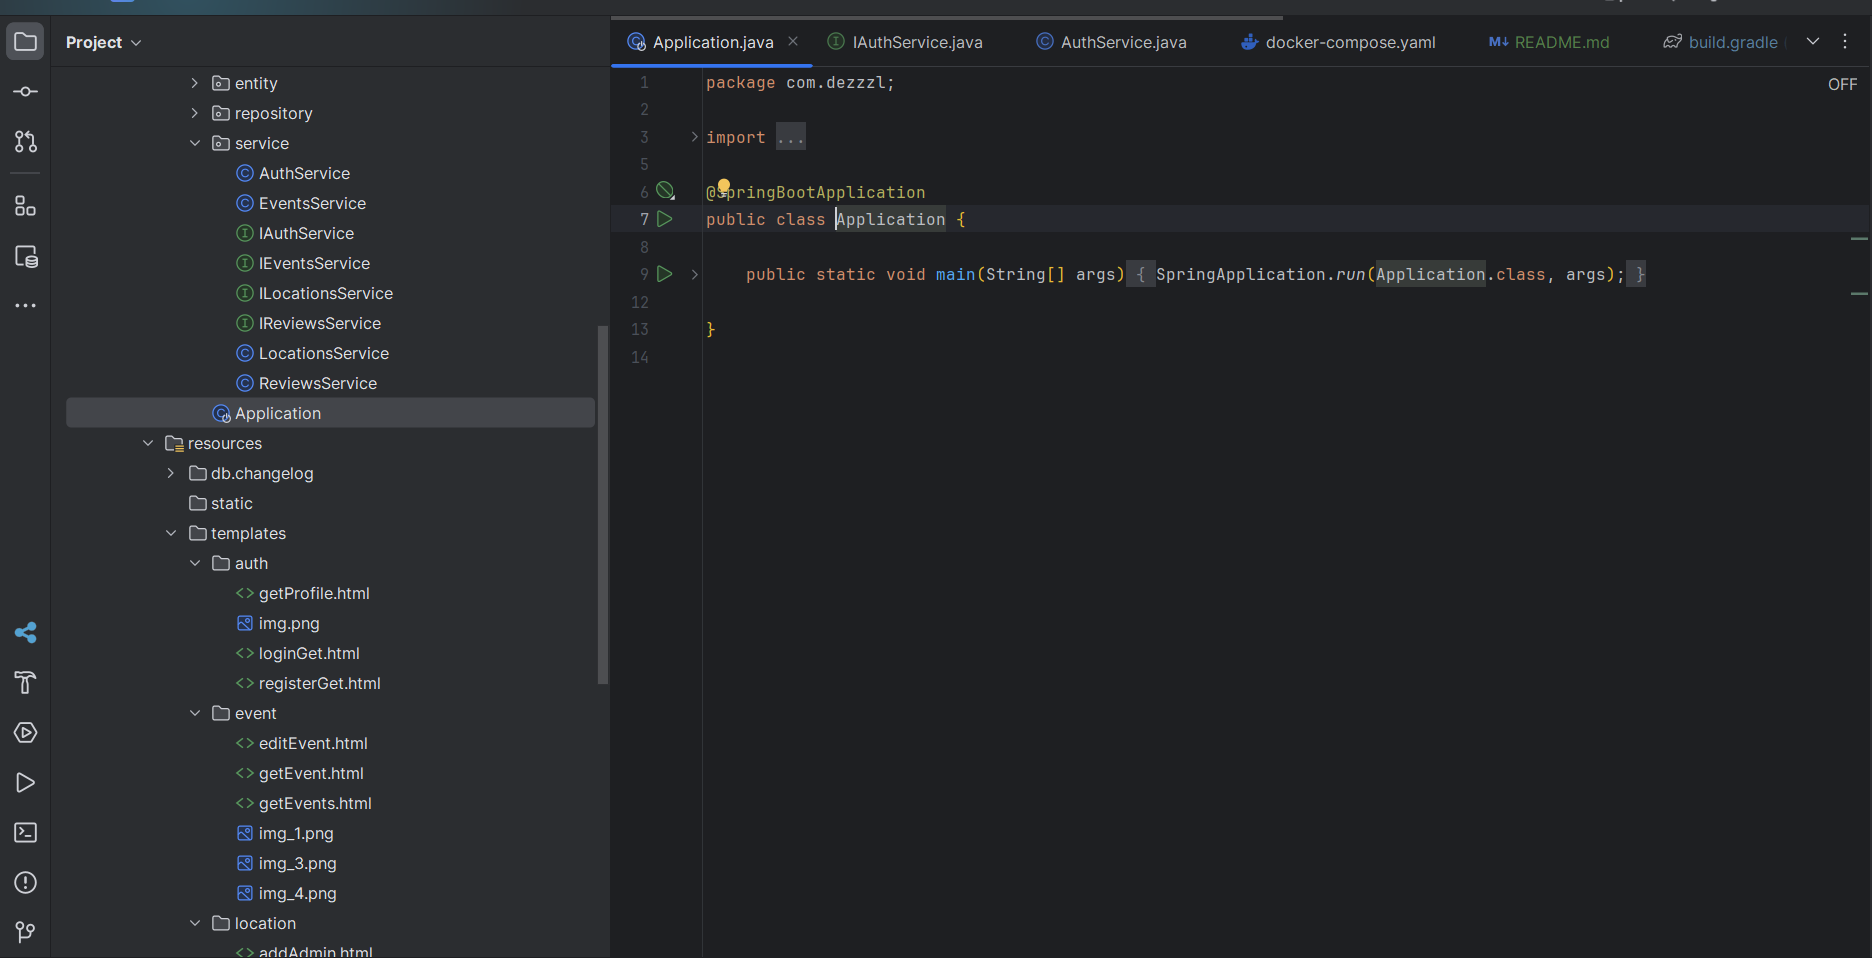 Project
entity
repository
service
AuthService
EventsService
IAuthService
IEventsService
ILocationsService
IReviewsService
LocationsService
ReviewsService
Application
resources
db.changelog
static
templates
auth
getProfile.html
img.png
loginGet.html
registerGet.html
event
editEvent.html
getEvent.html
getEvents.html
img_1.png
img_3.png
img_4.png
location
addAdmin.html
Application.java IAuthService.java AuthService.java docker-compose.yaml M↓ README.md build.gradle
OFF
1 package com.dezzzl;
2
3 import ...
5
6 @SpringBootApplication
7 public class Application {
8
9 public static void main(String[] args) { SpringApplication.run(Application.class, args); }
12
13 }
14